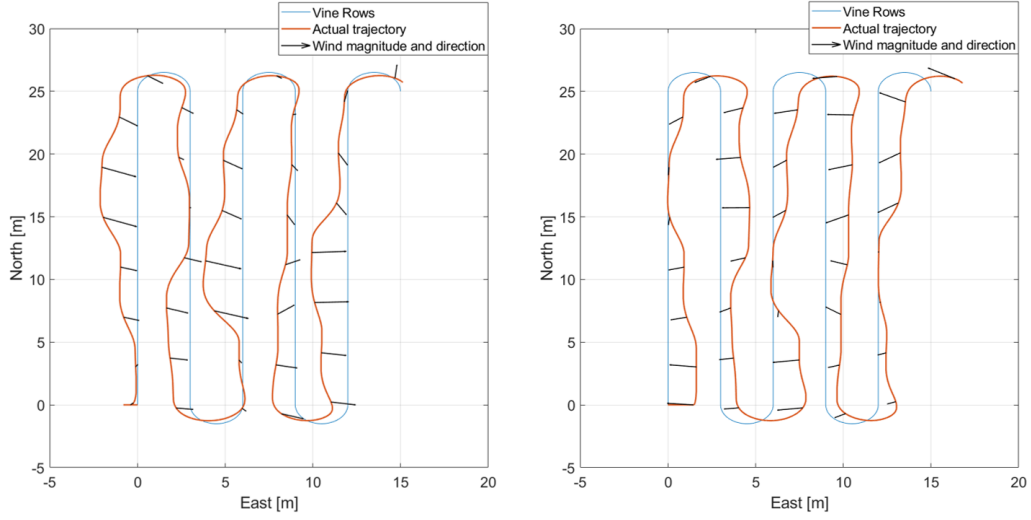 Vine Rows
Actual trajectory
Wind magnitude and direction
30
25
20
15
10
5
0
-5
North [m]
-5 0 5 10 15 20
East [m]
Vine Rows
Actual trajectory
Wind magnitude and direction
30
25
20
15
10
5
0
-5
North [m]
-5 0 5 10 15 20
East [m]